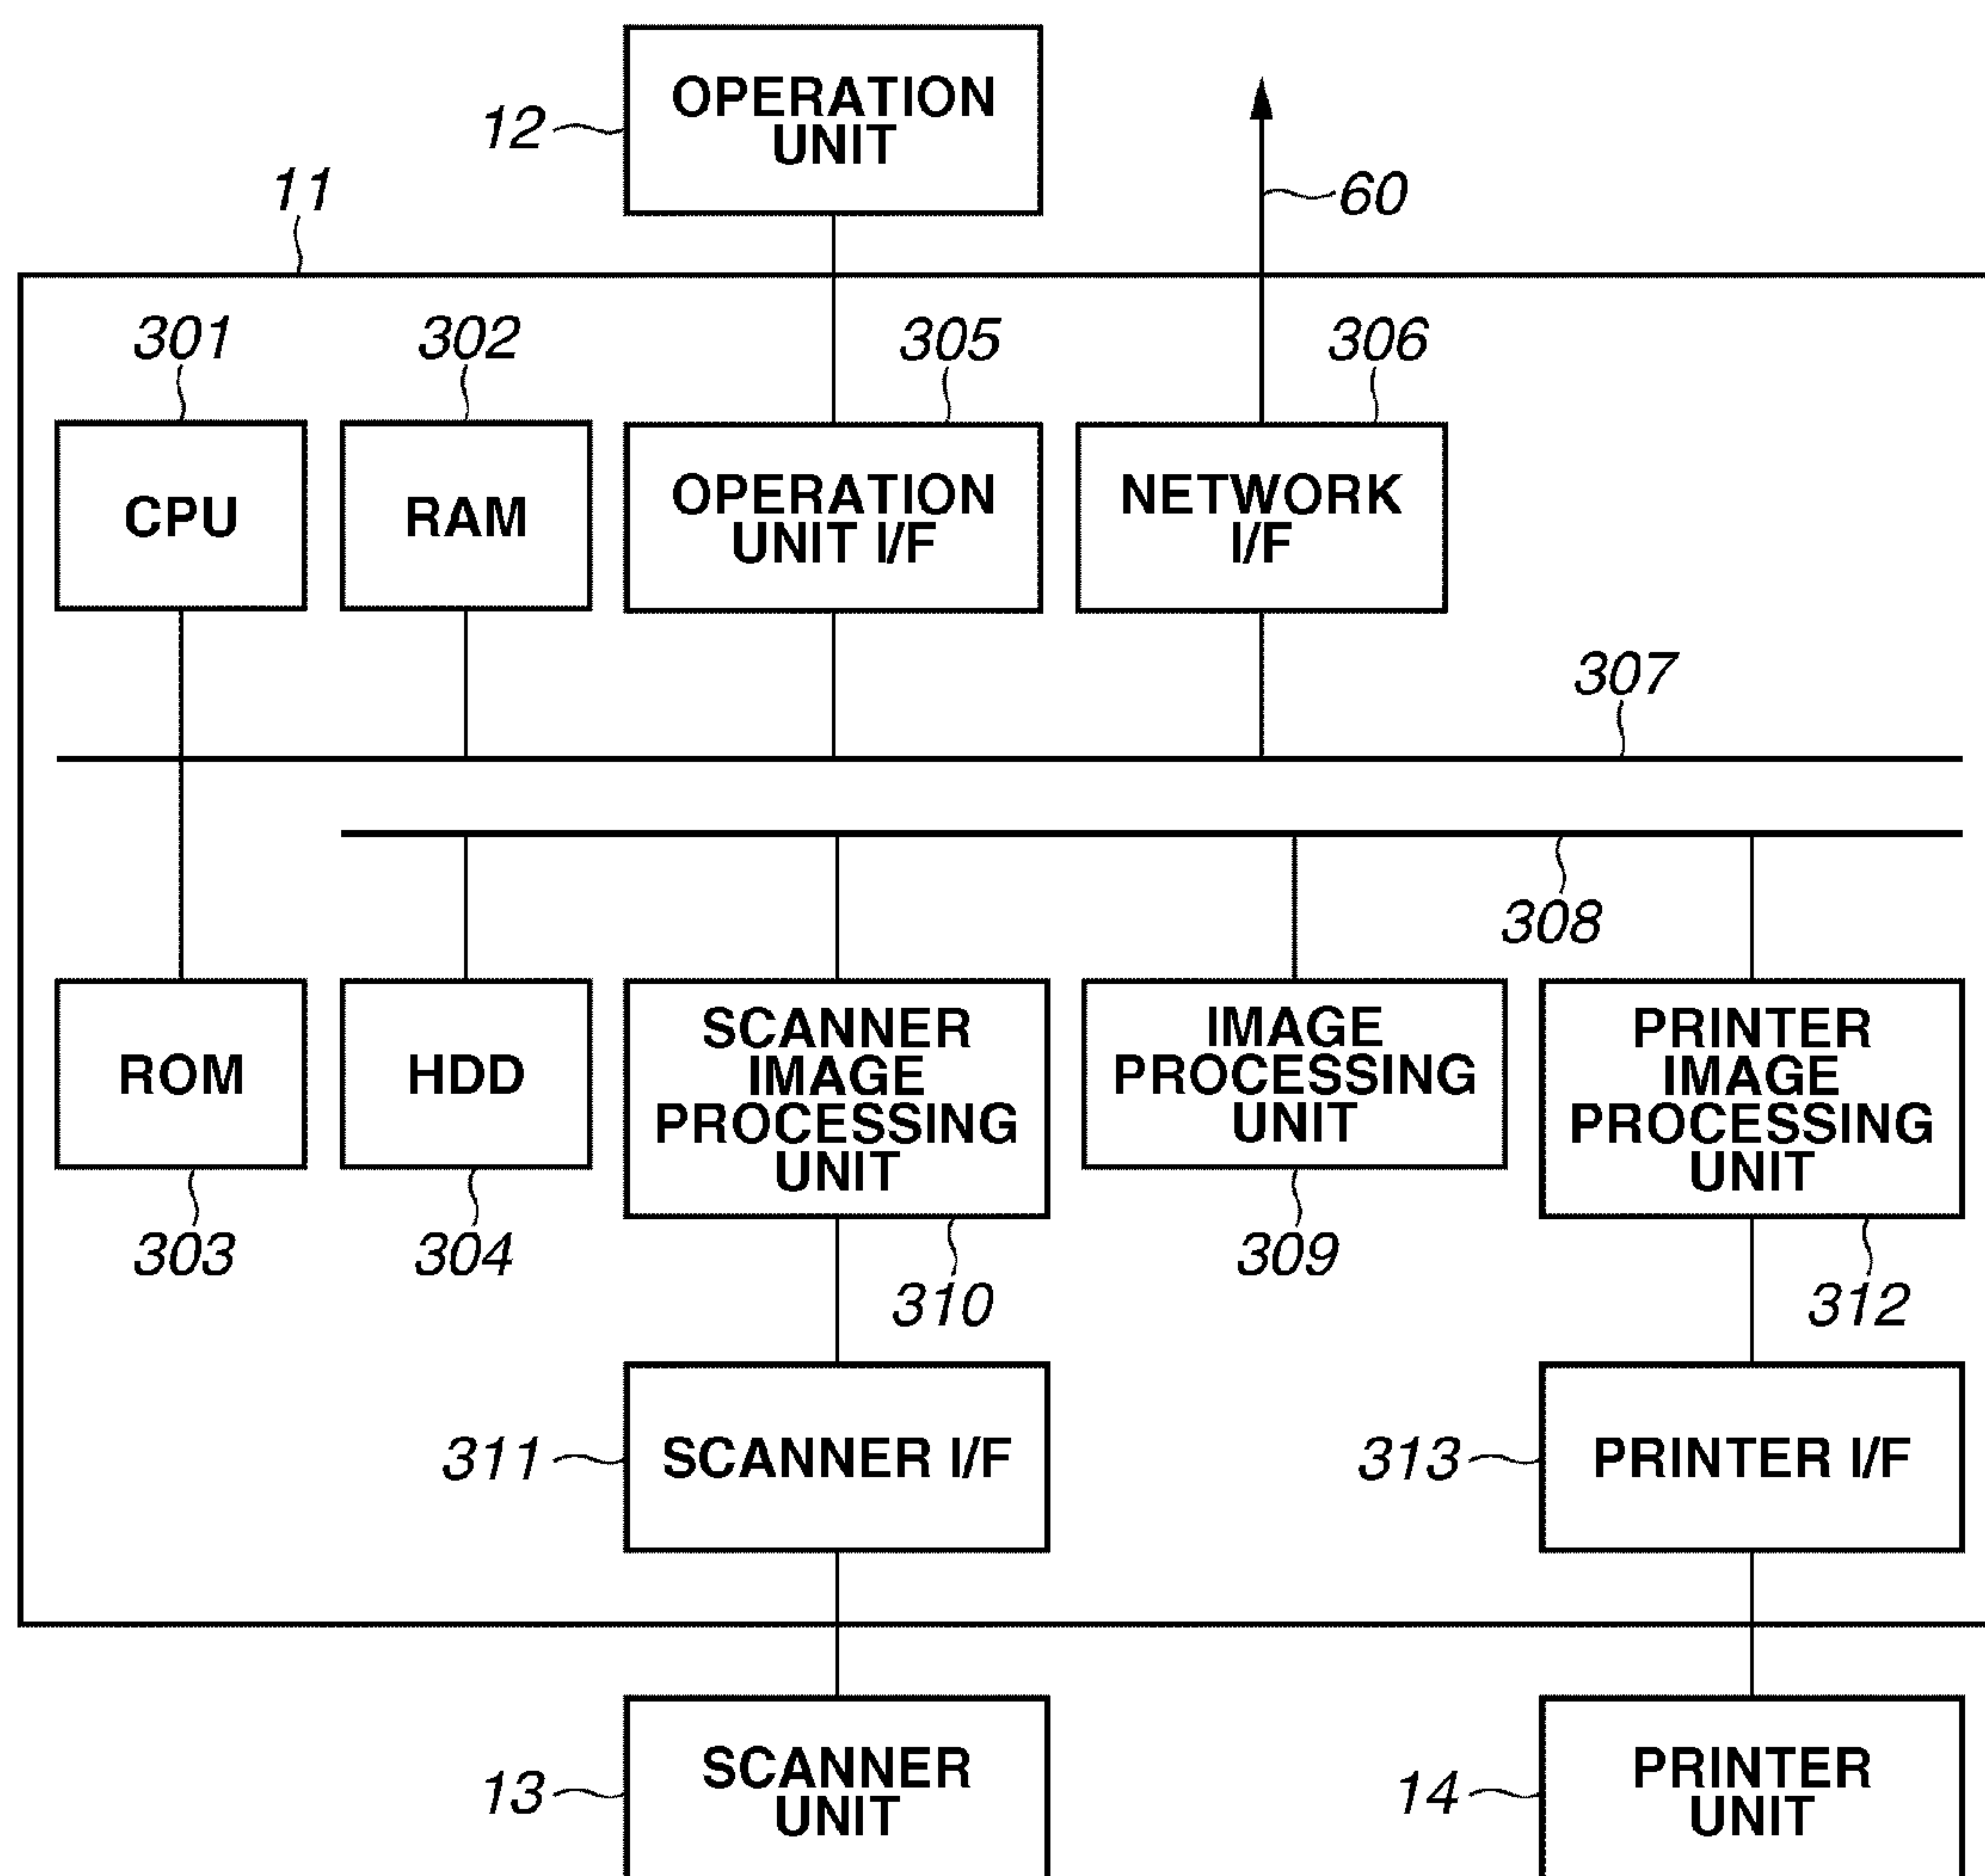 OPERATION
UNIT
12
11
60
301
302
305
306
CPU
RAM
OPERATION
UNIT I/F
NETWORK
I/F
307
308
ROM
HDD
SCANNER
IMAGE
PROCESSING
UNIT
IMAGE
PROCESSING
UNIT
PRINTER
IMAGE
PROCESSING
UNIT
303
304
310
309
312
311
SCANNER I/F
313
PRINTER I/F
13
SCANNER
UNIT
14
PRINTER
UNIT